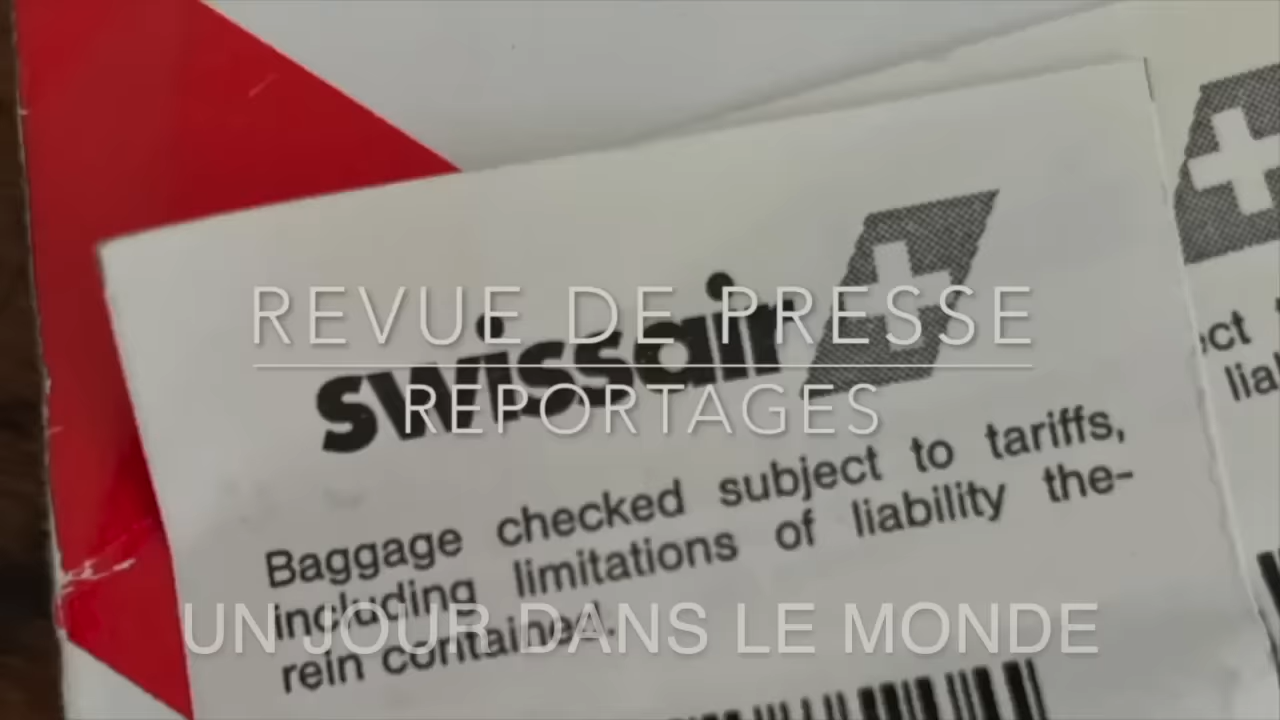 REVUE DE PRESSE
swissair
REPORTAGES
Baggage checked subject to tariffs,
including limitations of liability the-
rein contained.
UN JOUR DANS LE MONDE
ct
lia